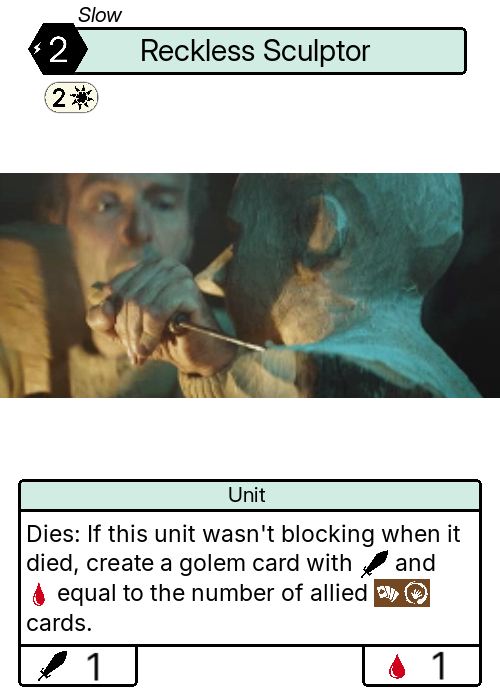 Slow
2 Reckless Sculptor
2
Unit
Dies: If this unit wasn't blocking when it
died, create a golem card with and
equal to the number of allied
cards.
1 1